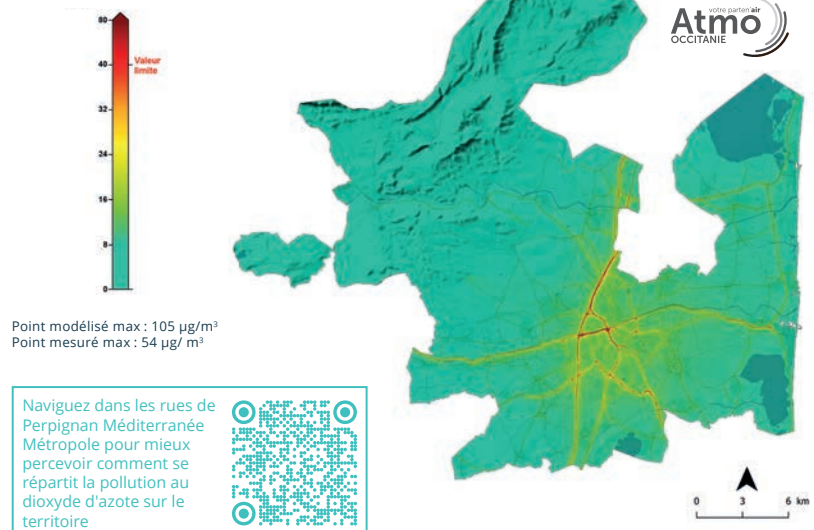 votre parten'air
Atmo
OCCITANIE
80
40
Valeur
limite
32
24
16
8
0
Point modélisé max : 105 µg/m³
Point mesuré max : 54 µg/ m³
Naviguez dans les rues de
Perpignan Méditerranée
Métropole pour mieux
percevoir comment se
répartit la pollution au
dioxyde d'azote sur le
territoire
0 3 6 km